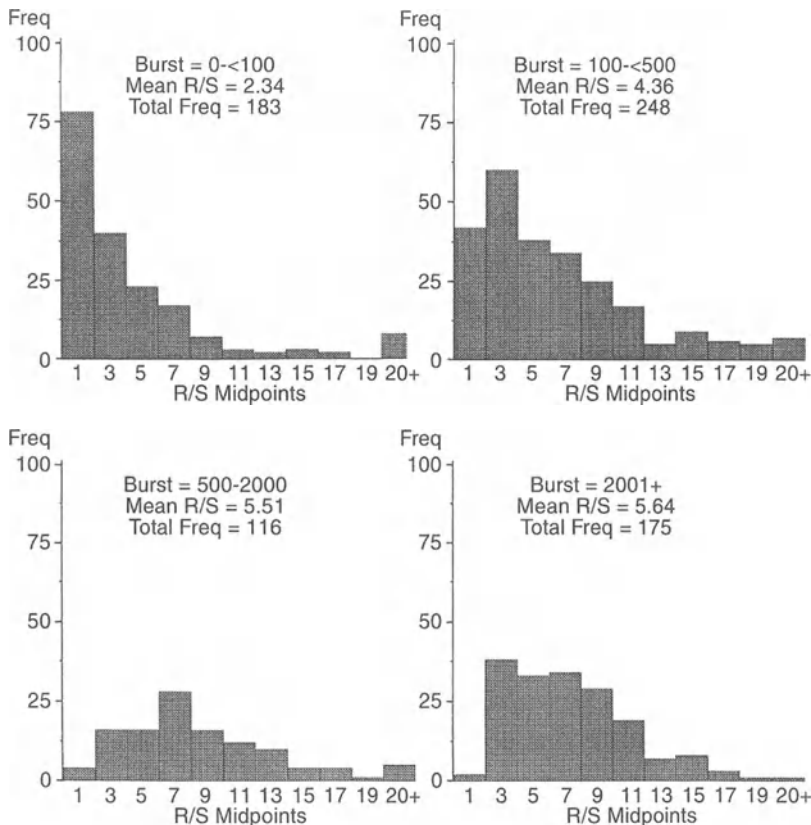 Freq
100
75
50
25
0
Burst = 0-<100
Mean R/S = 2.34
Total Freq = 183
1 3 5 7 9 11 13 15 17 19 20+
R/S Midpoints
Freq
100
75
50
25
0
Burst = 100-<500
Mean R/S = 4.36
Total Freq = 248
1 3 5 7 9 11 13 15 17 19 20+
R/S Midpoints
Freq
100
75
50
25
0
Burst = 500-2000
Mean R/S = 5.51
Total Freq = 116
1 3 5 7 9 11 13 15 17 19 20+
R/S Midpoints
Freq
100
75
50
25
0
Burst = 2001+
Mean R/S = 5.64
Total Freq = 175
1 3 5 7 9 11 13 15 17 19 20+
R/S Midpoints